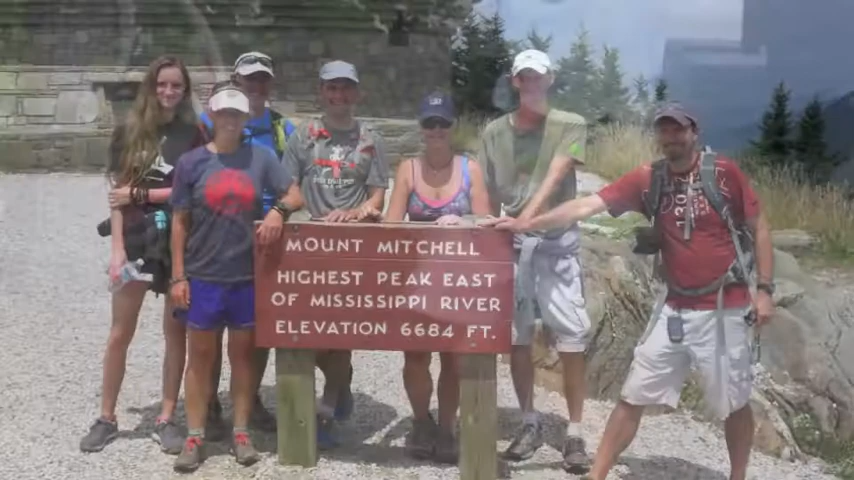 MOUNT MITCHELL
HIGHEST PEAK EAST
OF MISSISSIPPI RIVER
ELEVATION 6684 FT.